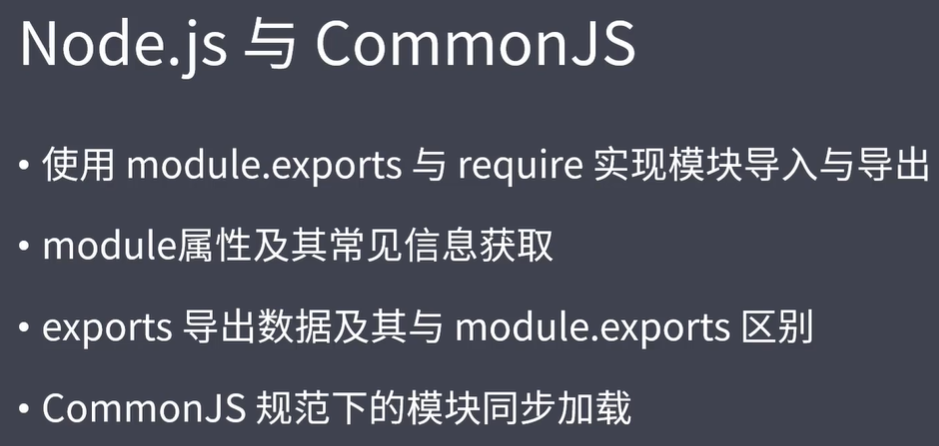 Node.js 与 CommonJS
• 使用 module.exports 与 require 实现模块导入与导出
• module属性及其常见信息获取
• exports 导出数据及其与 module.exports 区别
• CommonJS 规范下的模块同步加载